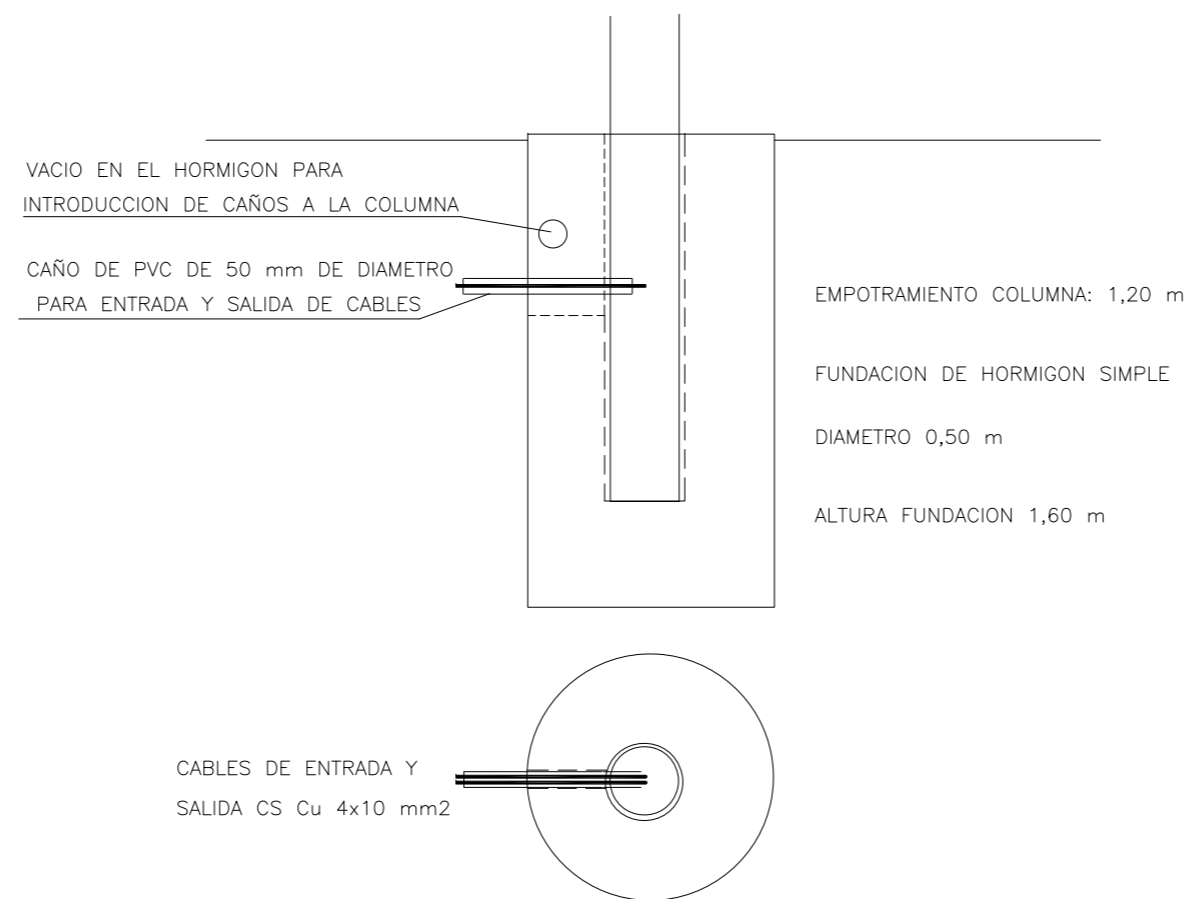 VACIO EN EL HORMIGON PARA
INTRODUCCION DE CAÑOS A LA COLUMNA
CAÑO DE PVC DE 50 mm DE DIAMETRO
PARA ENTRADA Y SALIDA DE CABLES
EMPOTRAMIENTO COLUMNA: 1,20 m
FUNDACION DE HORMIGON SIMPLE
DIAMETRO 0,50 m
ALTURA FUNDACION 1,60 m
CABLES DE ENTRADA Y
SALIDA CS Cu 4x10 mm2